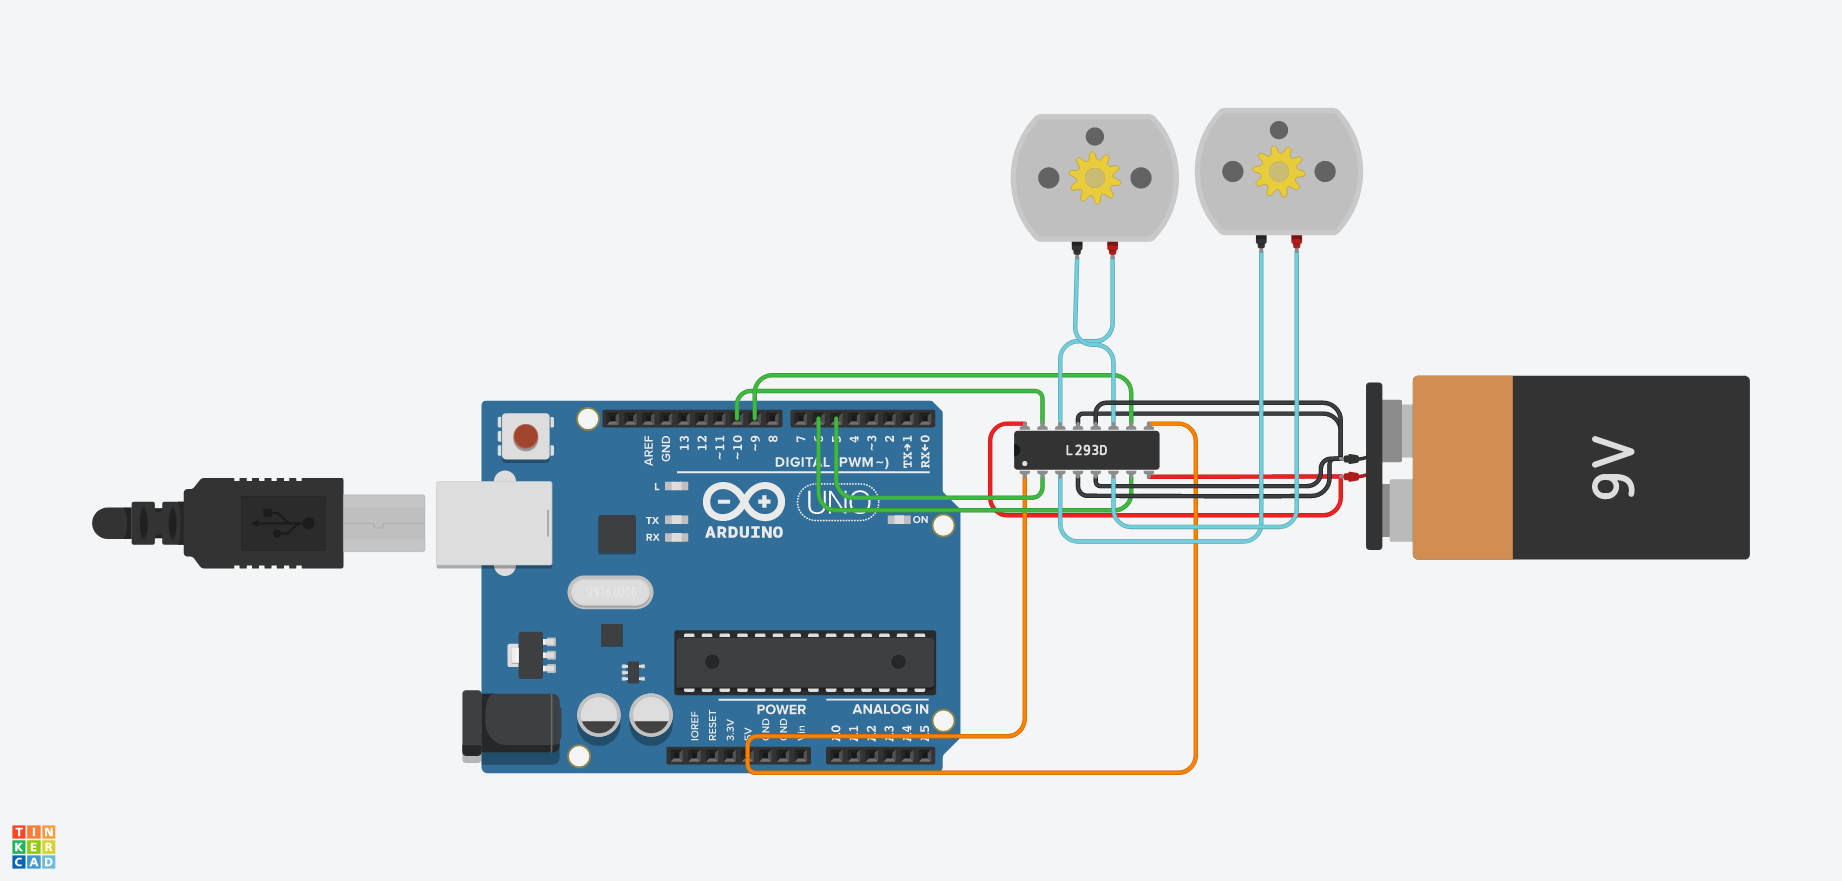 AREF
GND
13
12
~11
~10
~9
8
7
5
4
~3
2
TX→1
RX←0
DIGITAL (PWM~)
L293D
L
TX
RX
ARDUINO
UNO
ON
9V
SPK16.000G
POWER
ANALOG IN
IOREF
RESET
3.3V
5V
GND
GND
Vin
A0
A1
A2
A3
A4
A5
TIN
KER
CAD